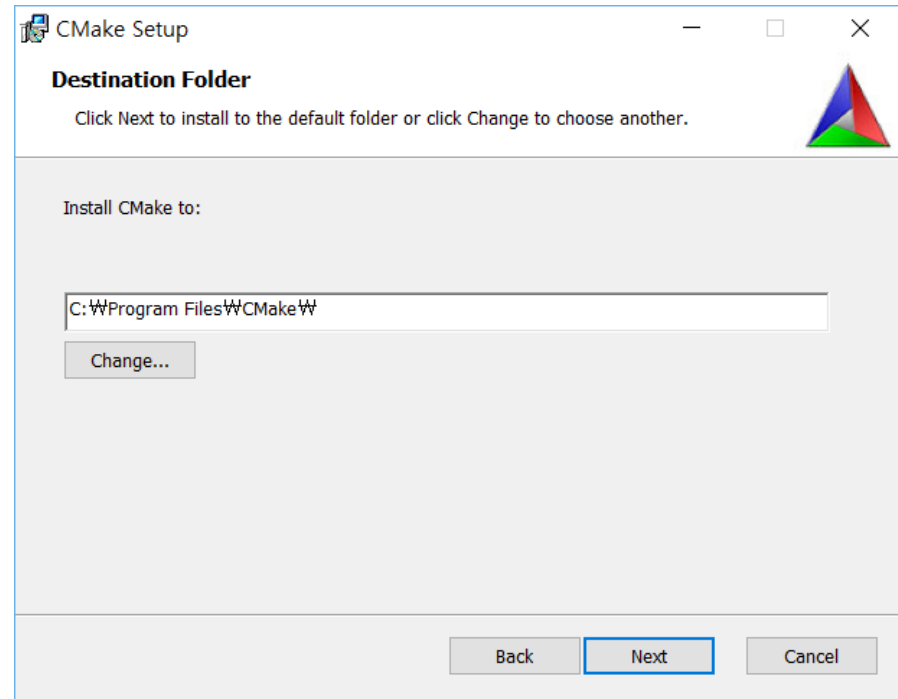 CMake Setup
Destination Folder
Click Next to install to the default folder or click Change to choose another.
Install CMake to:
C:₩Program Files₩CMake₩
Change...
Back Next Cancel